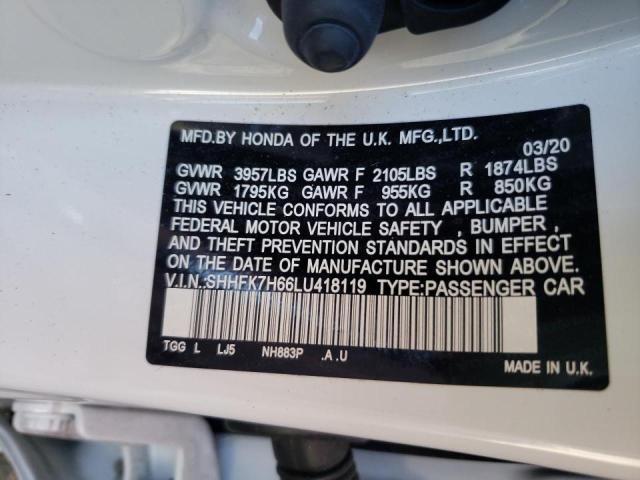 MFD.BY HONDA OF THE U.K. MFG.,LTD.
03/20
GVWR 3957LBS GAWR F 2105LBS R 1874LBS
GVWR 1795KG GAWR F 955KG R 850KG
THIS VEHICLE CONFORMS TO ALL APPLICABLE
FEDERAL MOTOR VEHICLE SAFETY , BUMPER ,
AND THEFT PREVENTION STANDARDS IN EFFECT
ON THE DATE OF MANUFACTURE SHOWN ABOVE.
V.I.N.:SHHFK7H66LU418119 TYPE:PASSENGER CAR
TGG L LJ5 NH883P .A.U
MADE IN U.K.